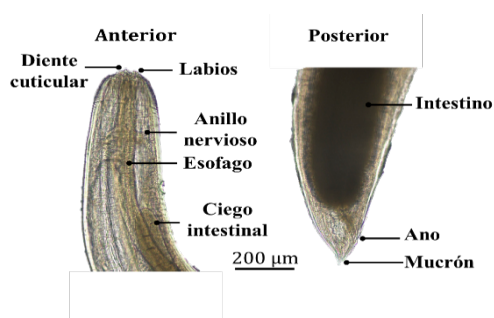 Anterior
Posterior
Diente
cuticular
Labios
Anillo
nervioso
Esofago
Ciego
intestinal
200 µm
Intestino
Ano
Mucrón